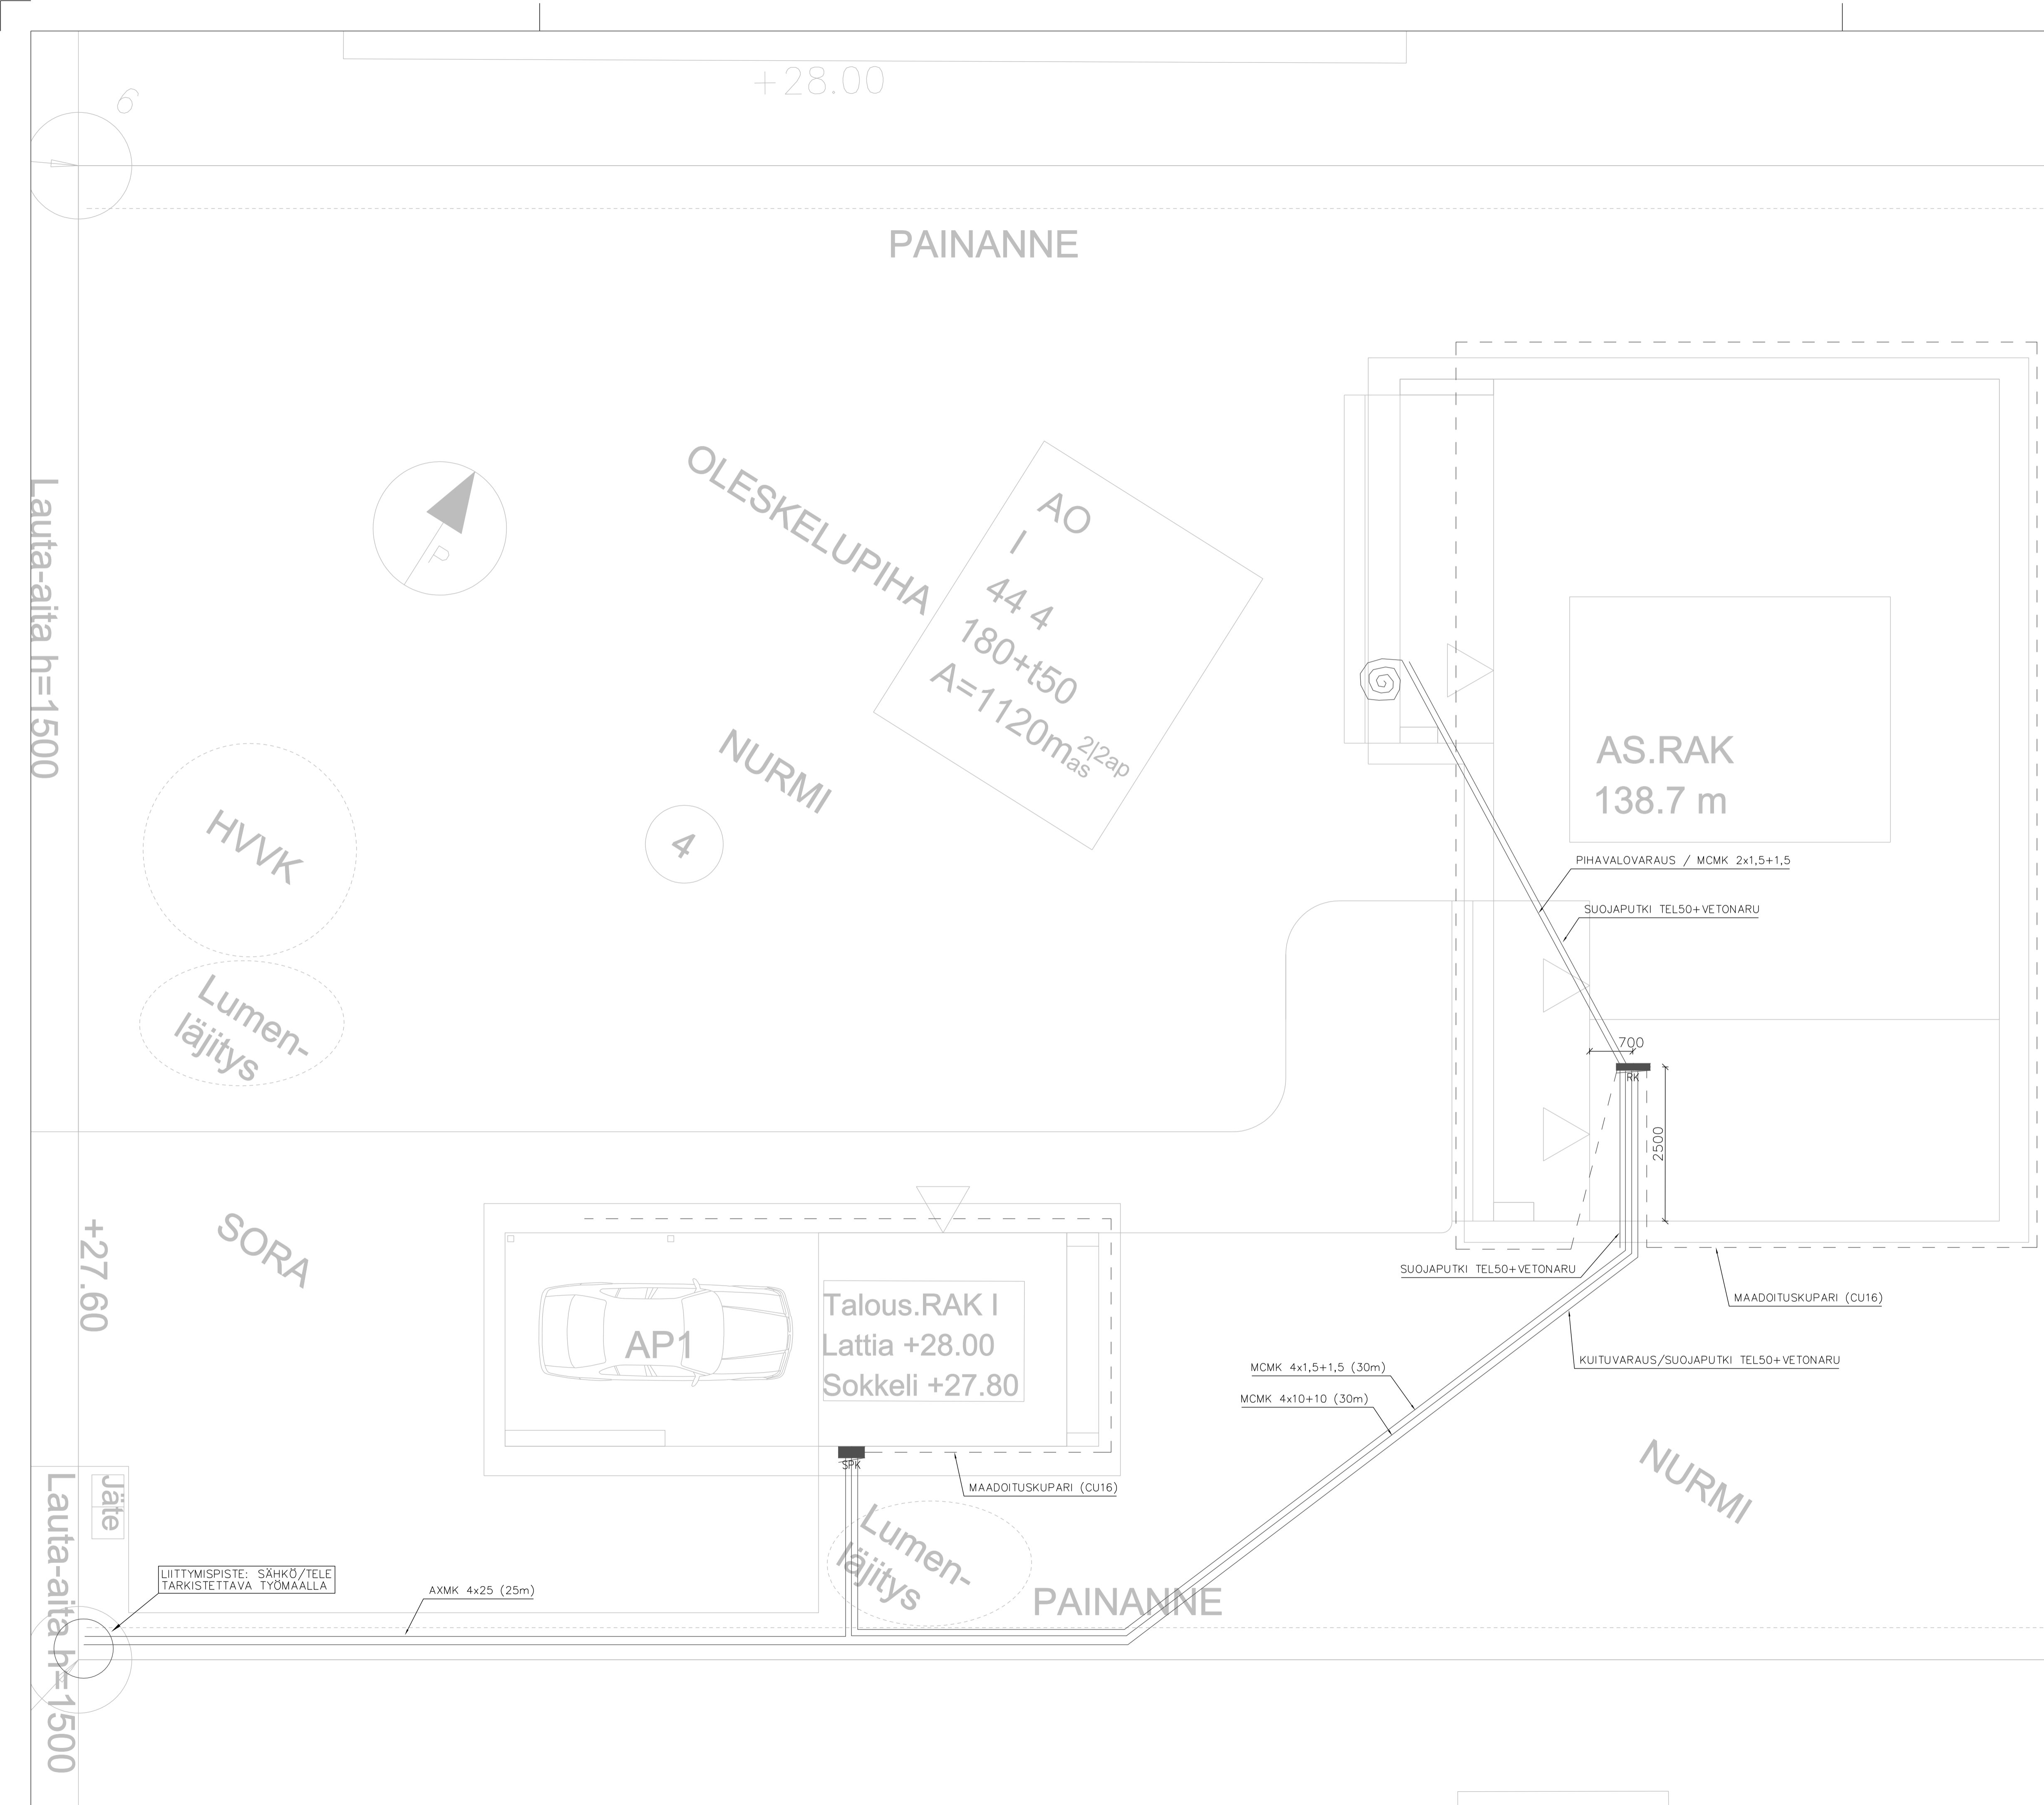 +28.00
6
PAINANNE
Lauta-aita h=1500
P
OLESKELUPIHA
AO
I
44 4
180+t50
A=1120m
2/2ap
as
NURMI
4
HVVK
Lumen-
läjitys
AS.RAK
138.7 m
PIHAVALOVARAUS / MCMK 2x1,5+1,5
SUOJAPUTKI TEL50+VETONARU
700
RK
2500
SORA
+27.60
SUOJAPUTKI TEL50+VETONARU
MAADOITUSKUPARI (CU16)
KUITUVARAUS/SUOJAPUTKI TEL50+VETONARU
AP1
Talous.RAK I
Lattia +28.00
Sokkeli +27.80
MCMK 4x1,5+1,5 (30m)
MCMK 4x10+10 (30m)
SPK
MAADOITUSKUPARI (CU16)
NURMI
Jäte
Lauta-aita h=1500
Lumen-
läjitys
PAINANNE
LIITTYMISPISTE: SÄHKÖ/TELE
TARKISTETTAVA TYÖMAALLA
AXMK 4x25 (25m)